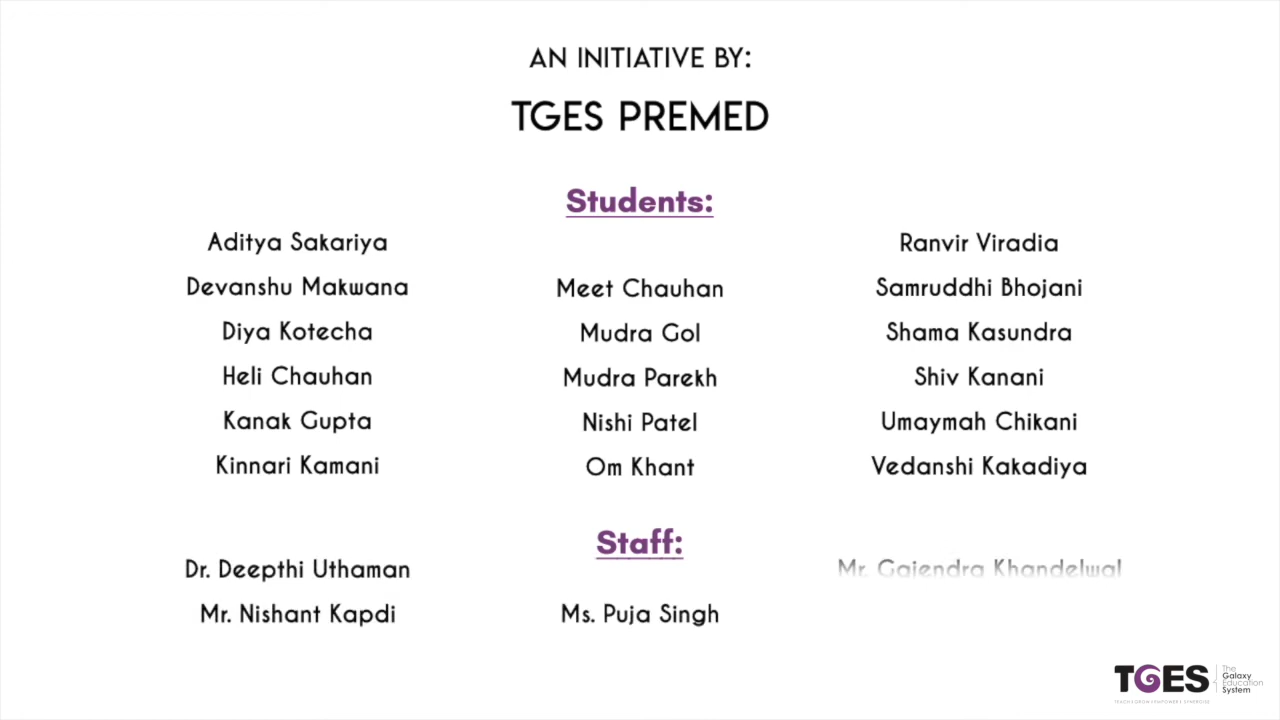 AN INITIATIVE BY:
TGES PREMED
Students:
Aditya Sakariya
Devanshu Makwana
Diya Kotecha
Heli Chauhan
Kanak Gupta
Kinnari Kamani
Meet Chauhan
Mudra Gol
Mudra Parekh
Nishi Patel
Om Khant
Ranvir Viradia
Samruddhi Bhojani
Shama Kasundra
Shiv Kanani
Umaymah Chikani
Vedanshi Kakadiya
Staff:
Dr. Deepthi Uthaman
Mr. Nishant Kapdi
Ms. Puja Singh
Mr. Gajendra Khandelwal
TGES
The
Galaxy
Education
System